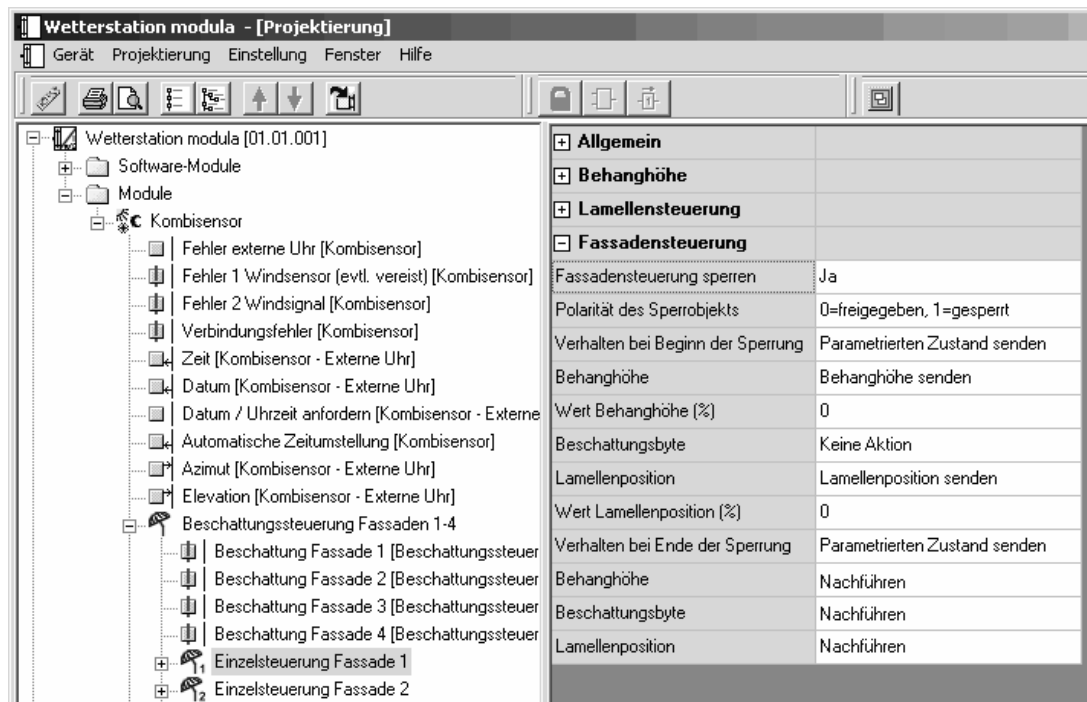 Wetterstation modula - [Projektierung]
Gerät Projektierung Einstellung Fenster Hilfe
Wetterstation modula [01.01.001]
Software-Module
Module
Kombisensor
Fehler externe Uhr [Kombisensor]
Fehler 1 Windsensor (evtl. vereist) [Kombisensor]
Fehler 2 Windsignal [Kombisensor]
Verbindungsfehler [Kombisensor]
Zeit [Kombisensor - Externe Uhr]
Datum [Kombisensor - Externe Uhr]
Datum / Uhrzeit anfordern [Kombisensor - Externe
Automatische Zeitumstellung [Kombisensor]
Azimut [Kombisensor - Externe Uhr]
Elevation [Kombisensor - Externe Uhr]
Beschattungssteuerung Fassaden 1-4
Beschattung Fassade 1 [Beschattungssteuer
Beschattung Fassade 2 [Beschattungssteuer
Beschattung Fassade 3 [Beschattungssteuer
Beschattung Fassade 4 [Beschattungssteuer
1 Einzelsteuerung Fassade 1
2 Einzelsteuerung Fassade 2
Allgemein
Behanghöhe
Lamellensteuerung
Fassadensteuerung
Fassadensteuerung sperren Ja
Polarität des Sperrobjekts 0=freigegeben, 1=gesperrt
Verhalten bei Beginn der Sperrung Parametrierten Zustand senden
Behanghöhe Behanghöhe senden
Wert Behanghöhe (%) 0
Beschattungsbyte Keine Aktion
Lamellenposition Lamellenposition senden
Wert Lamellenposition (%) 0
Verhalten bei Ende der Sperrung Parametrierten Zustand senden
Behanghöhe Nachführen
Beschattungsbyte Nachführen
Lamellenposition Nachführen